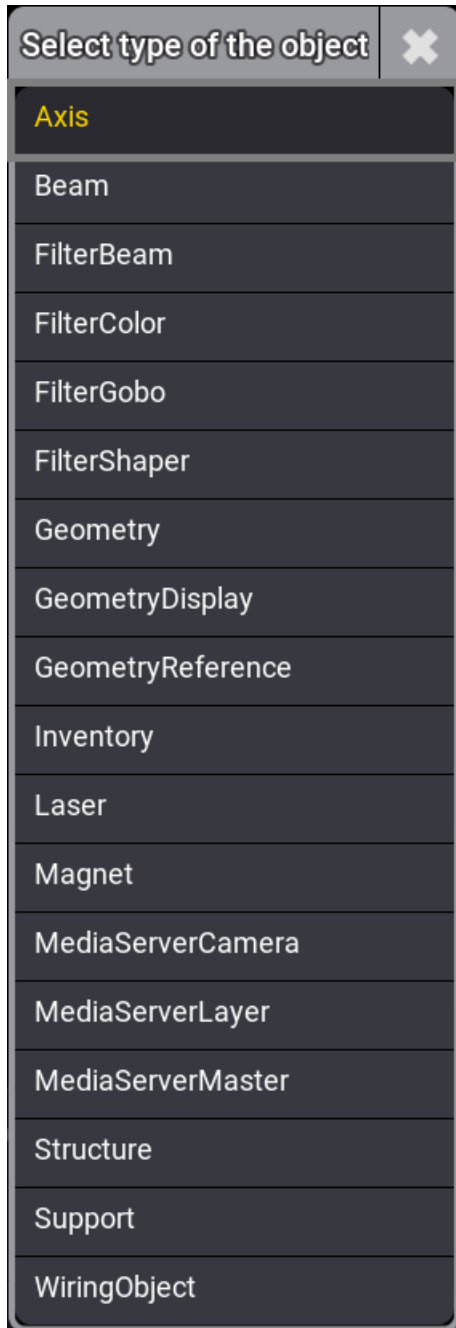 Select type of the object
Axis
Beam
FilterBeam
FilterColor
FilterGobo
FilterShaper
Geometry
GeometryDisplay
GeometryReference
Inventory
Laser
Magnet
MediaServerCamera
MediaServerLayer
MediaServerMaster
Structure
Support
WiringObject